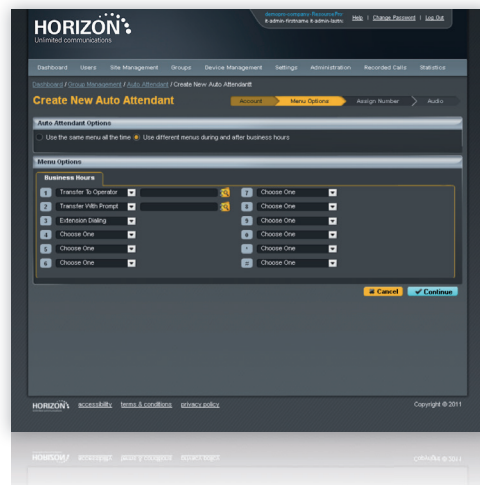 HORIZON
Unlimited communications
Help | Change Password | Log Out
Dashboard Users Site Management Groups Device Management Settings Administration Recorded Calls Statistics
Dashboard / Group Management / Auto Attendant / Create New Auto Attendant
Create New Auto Attendant
Account Menu Options Assign Number Audio
Auto Attendant Options
Use the same menu all the time Use different menus during and after business hours
Menu Options
Business Hours
1 Transfer To Operator 7 Choose One
2 Transfer With Prompt 8 Choose One
3 Extension Dialing 9 Choose One
4 Choose One 0 Choose One
5 Choose One * Choose One
6 Choose One # Choose One
Cancel Continue
HORIZON accessibility terms & conditions privacy policy Copyright © 2011